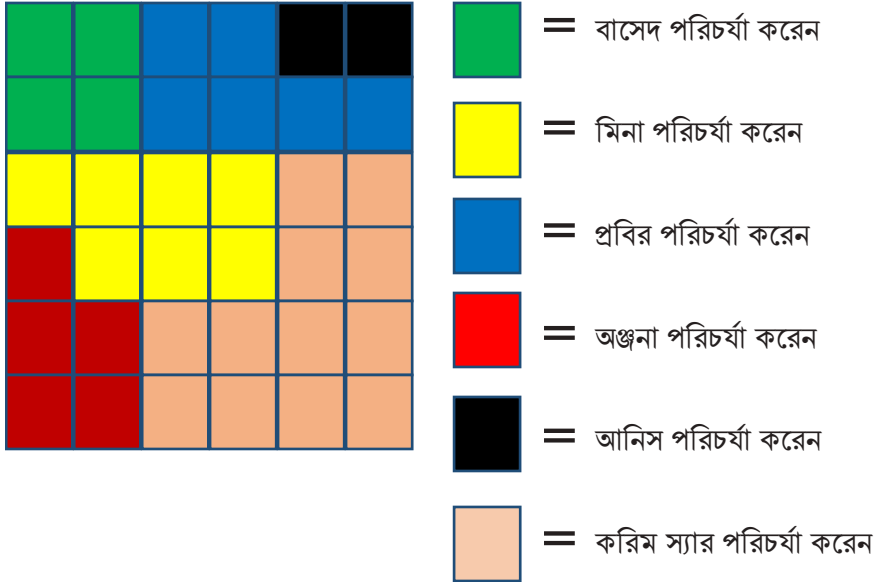 = বাসেদ পরিচর্যা করেন
= মিনা পরিচর্যা করেন
= প্রবির পরিচর্যা করেন
= অঞ্জনা পরিচর্যা করেন
= আনিস পরিচর্যা করেন
= করিম স্যার পরিচর্যা করেন